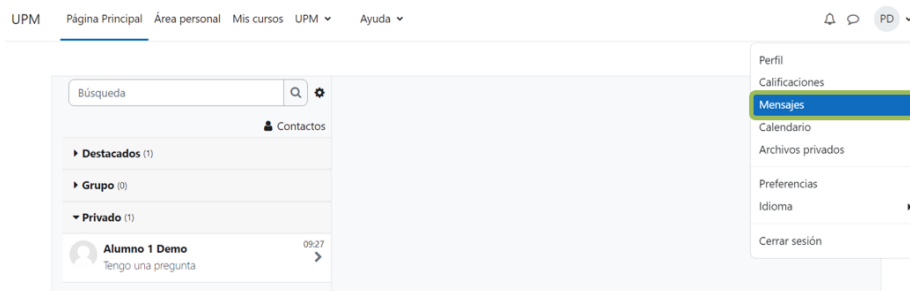 UPM Página Principal Área personal Mis cursos UPM Ayuda PD
Perfil
Calificaciones
Mensajes
Calendario
Archivos privados
Preferencias
Idioma
Cerrar sesión
Búsqueda
Contactos
Destacados (1)
Grupo (0)
Privado (1)
Alumno 1 Demo 09:27
Tengo una pregunta